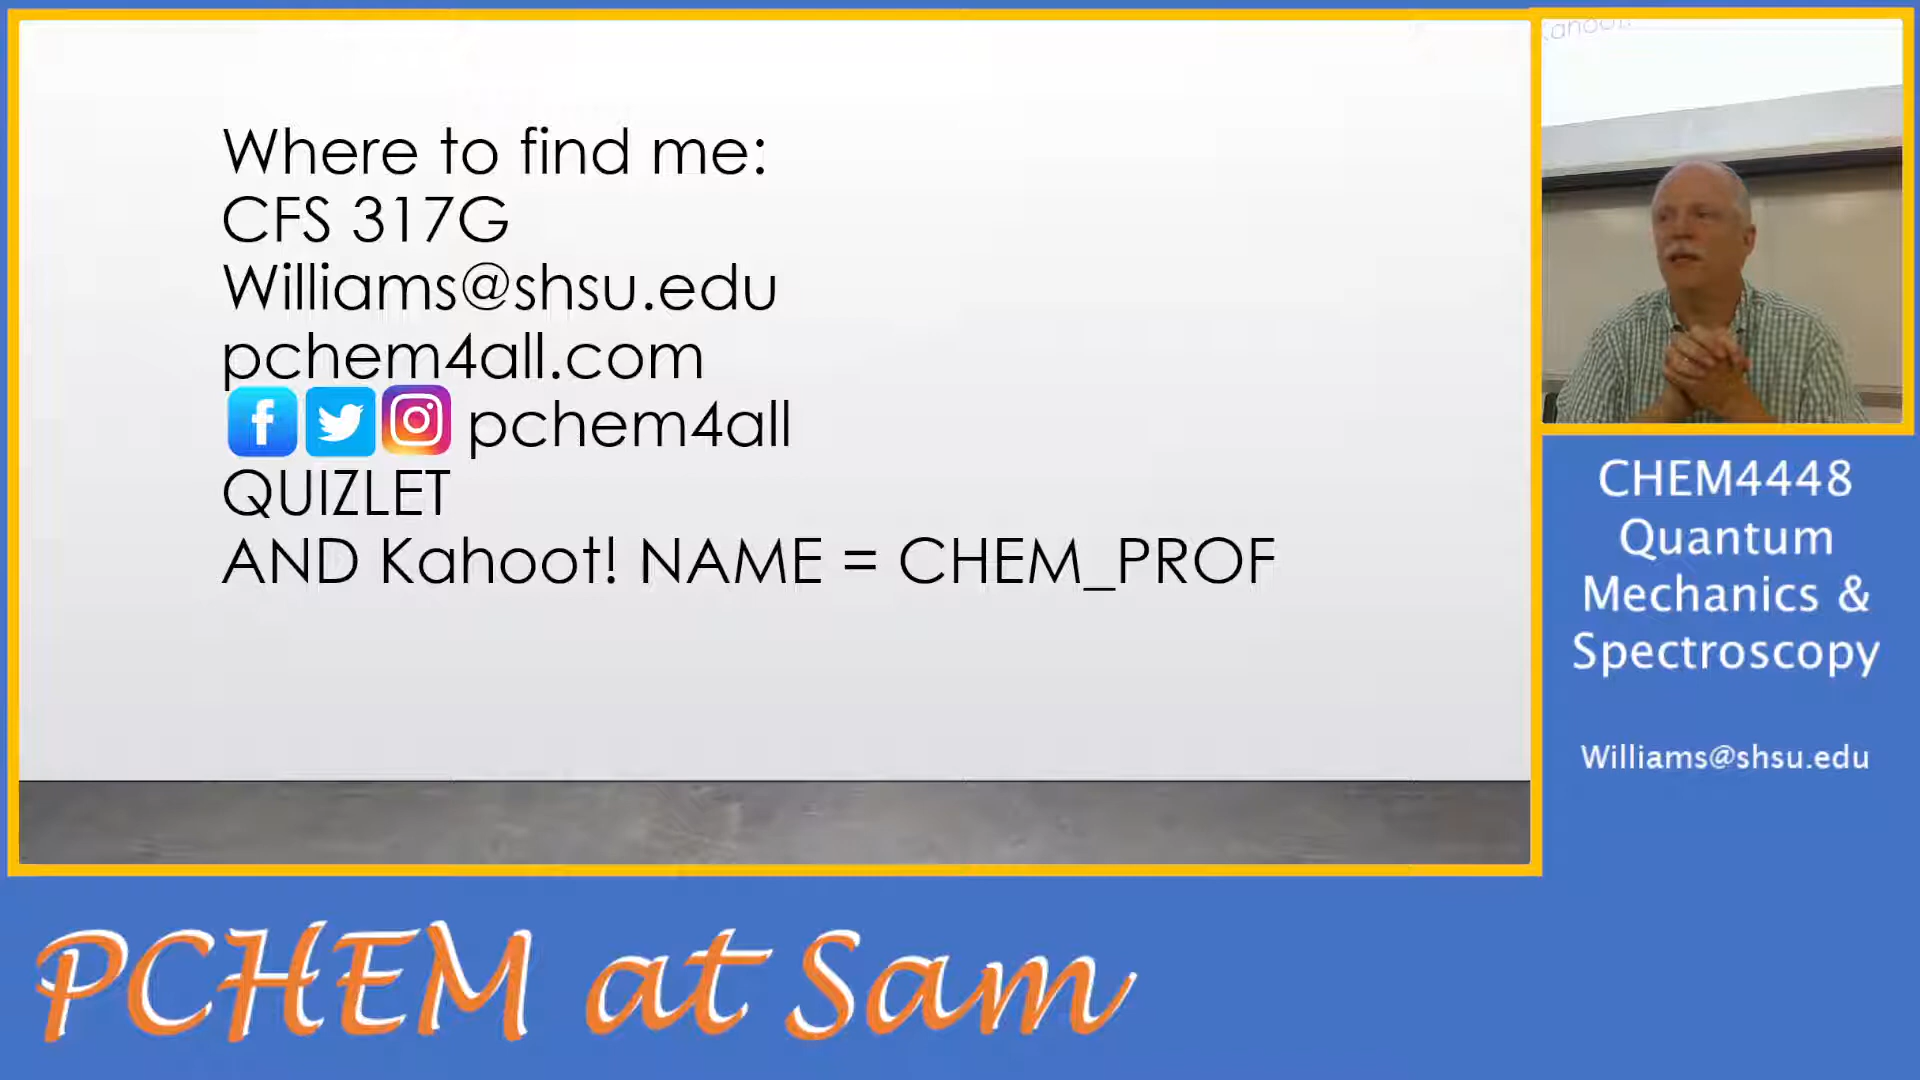 Where to find me:
CFS 317G
Williams@shsu.edu
pchem4all.com
pchem4all
QUIZLET
AND Kahoot! NAME = CHEM_PROF
CHEM4448
Quantum
Mechanics &
Spectroscopy
Williams@shsu.edu
PCHEM at Sam